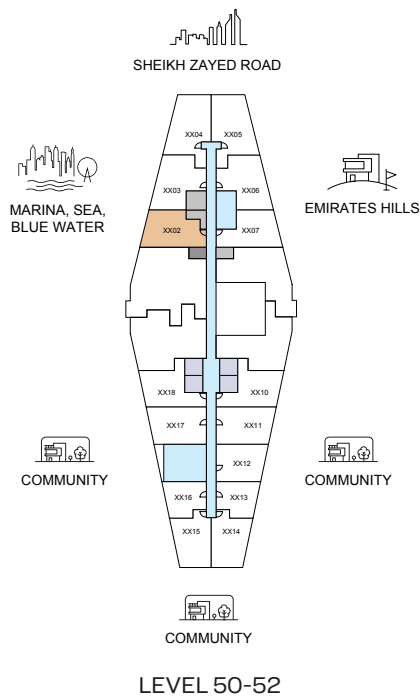 SHEIKH ZAYED ROAD
XX04
XX05
MARINA, SEA,
BLUE WATER
XX03
XX06
EMIRATES HILLS
XX02
XX07
XX18
XX10
XX17
XX11
COMMUNITY
XX12
COMMUNITY
XX16
XX13
XX15
XX14
COMMUNITY
LEVEL 50-52